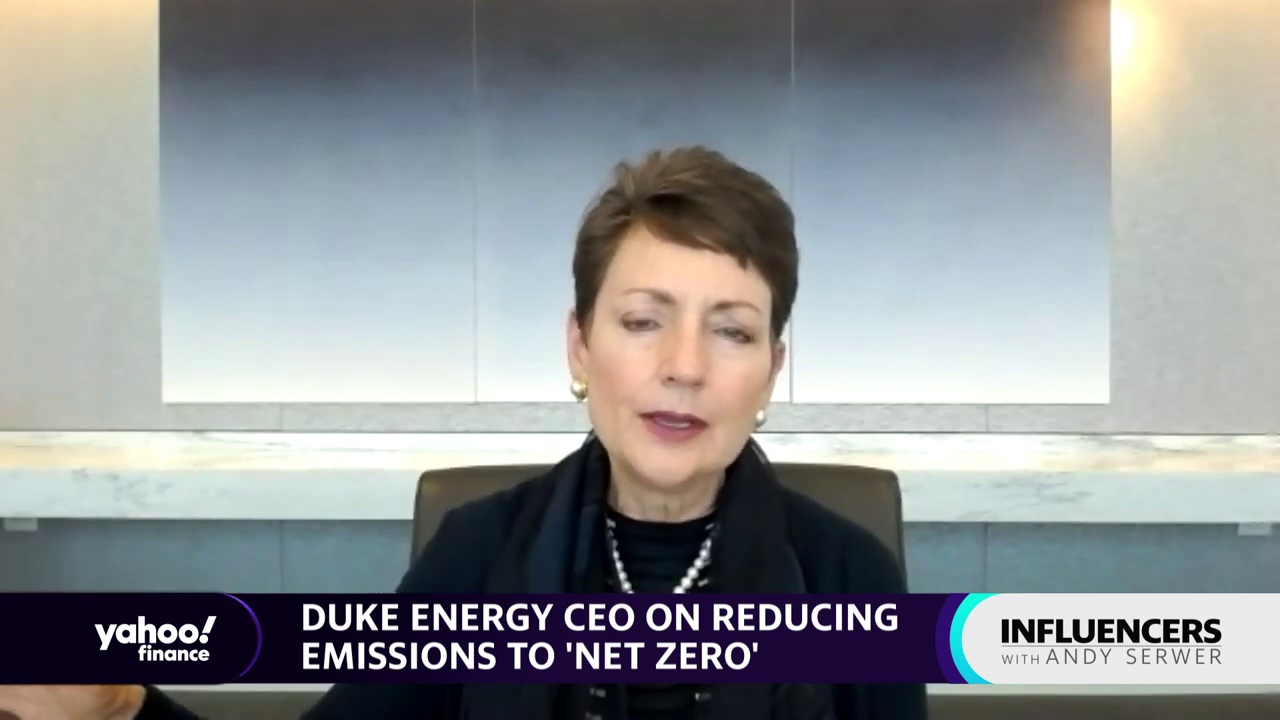 yahoo!
finance
DUKE ENERGY CEO ON REDUCING
EMISSIONS TO 'NET ZERO'
INFLUENCERS
WITH ANDY SERWER